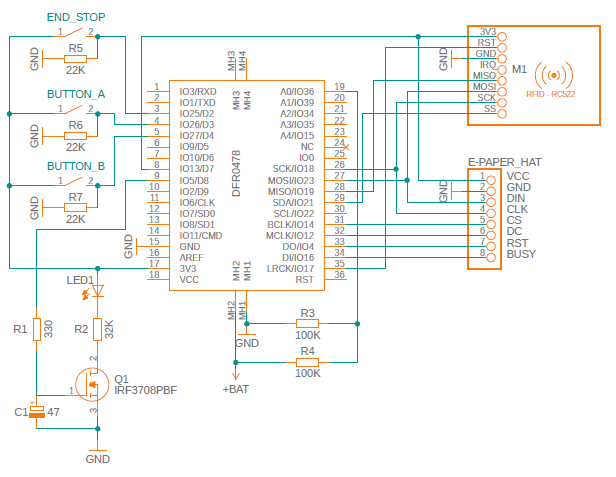 END_STOP
1 2
R5
22K
GND
BUTTON_A
1 2
R6
22K
GND
BUTTON_B
1 2
R7
22K
GND
MH3
MH4
MH3
MH4
DFR0478
1 IO3/RXD
2 IO1/TXD
3 IO25/D2
4 IO26/D3
5 IO27/D4
6 IO9/D5
7 IO10/D6
8 IO13/D7
9 IO5/D8
10 IO2/D9
11 IO6/CLK
12 IO7/SD0
13 IO8/SD1
14 IO11/CMD
15 GND
16 AREF
17 3V3
18 VCC
GND
A0/IO36 19
A1/IO39 20
A2/IO34 21
A3/IO35 22
A4/IO15 23
NC 24
IO0 25
SCK/IO18 26
MOSI/IO23 27
MISO/IO19 28
SDA/IO21 29
SCL/IO22 30
BCLK/IO14 31
MCLK/IO12 32
DO/IO4 33
DI/IO16 34
LRCK/IO17 35
RST 36
MH2
MH1
MH2
MH1
GND
+BAT
R3
100K
R4
100K
3V3
RST
GND
IRQ
MISO
MOSI
SCK
SS
GND
M1
RFID - RC522
E-PAPER_HAT
1 VCC
2 GND
3 DIN
4 CLK
5 CS
6 DC
7 RST
8 BUSY
GND
LED1
R1
330
R2
32K
Q1
IRF3708PBF
1
2
3
C1
+
47
GND